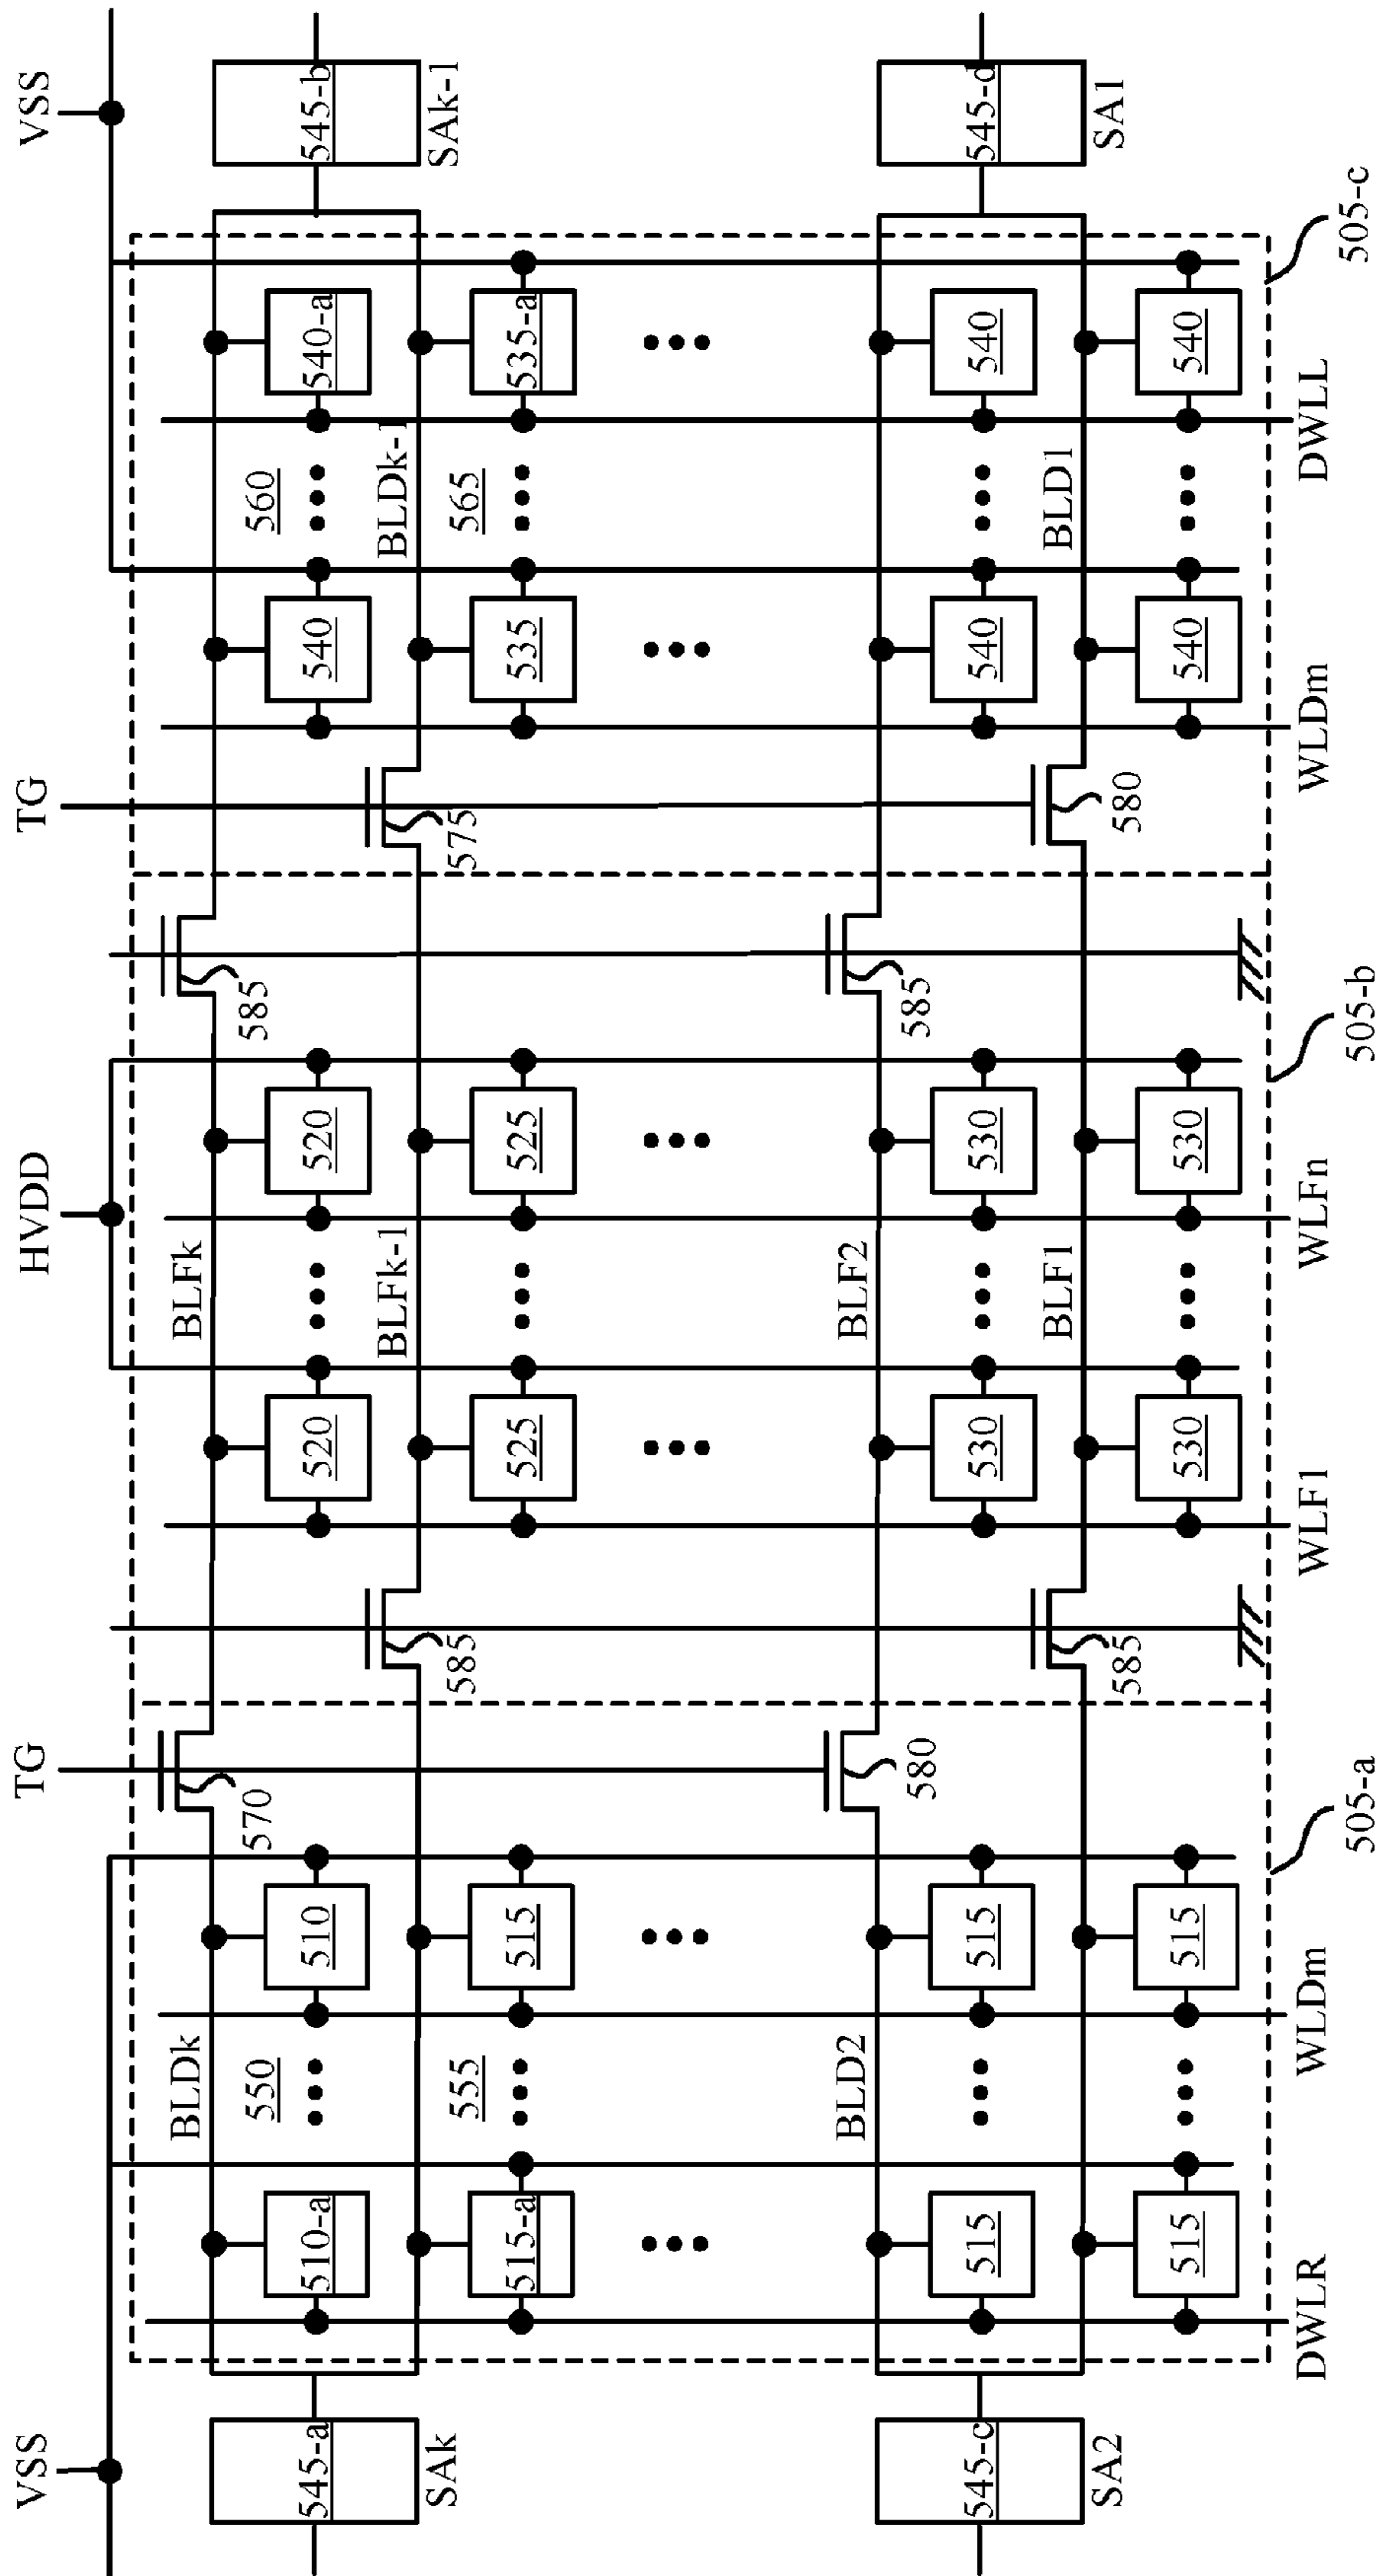 VSS
TG
HVDD
TG
VSS
BLDk
BLFk
570
585
550
560
545-a
510-a
510
520
520
540
540-a
545-b
BLFk-1
BLDk-1
SAk
SAk-1
555
585
575
565
515-a
515
525
525
535
535-a
BLD2
BLF2
580
585
545-c
515
515
530
530
540
540
545-d
BLF1
BLD1
SA2
585
580
SA1
515
515
530
530
540
540
DWLR
WLDm
WLF1
WLFn
WLDm
DWLL
505-a
505-b
505-c